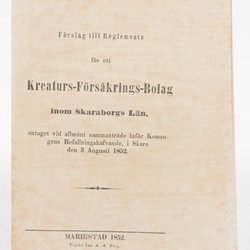 Förslag till Reglemente
för ett
Kreaturs-Försäkrings-Bolag
inom Skaraborgs Län,
antaget vid allmänt sammanträde inför Konun-
gens Befallningshafvande, i Skara
den 3 Augusti 1852.
MARIESTAD 1852.
Tryckt hos A. A. Berg.